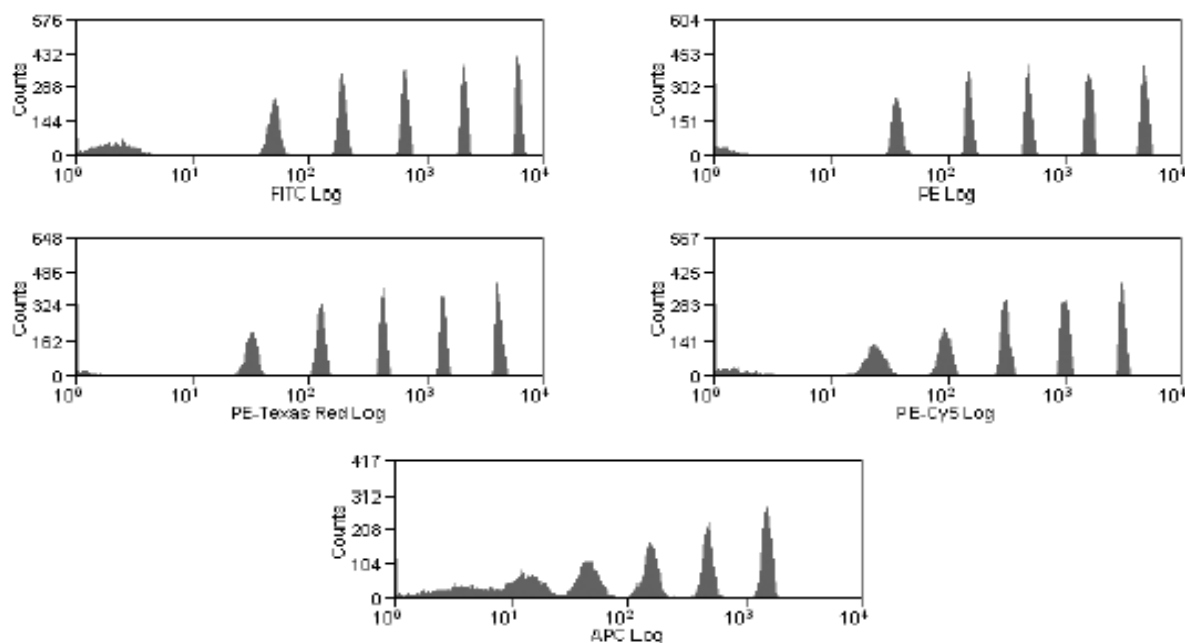 576
432
288
144
0
Counts
10⁰ 10¹ 10² 10³ 10⁴
FITC Log
604
453
302
151
0
Counts
10⁰ 10¹ 10² 10³ 10⁴
PE Log
648
486
324
162
0
Counts
10⁰ 10¹ 10² 10³ 10⁴
PE-Texas Red Log
567
425
283
141
0
Counts
10⁰ 10¹ 10² 10³ 10⁴
PE-Cy5 Log
417
312
208
104
0
Counts
10⁰ 10¹ 10² 10³ 10⁴
APC Log